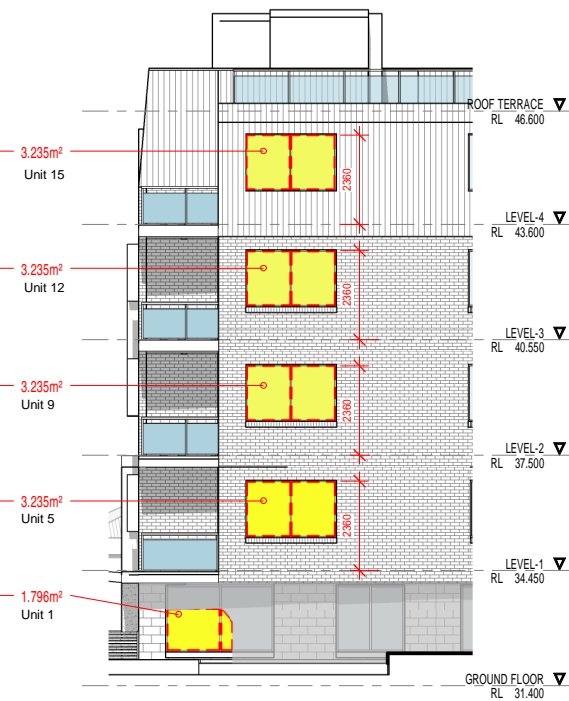 ROOF TERRACE
RL 46.600
3.235m²
Unit 15
2360
LEVEL-4
RL 43.600
3.235m²
Unit 12
2360
LEVEL-3
RL 40.550
3.235m²
Unit 9
2360
LEVEL-2
RL 37.500
3.235m²
Unit 5
2360
LEVEL-1
RL 34.450
1.796m²
Unit 1
GROUND FLOOR
RL 31.400